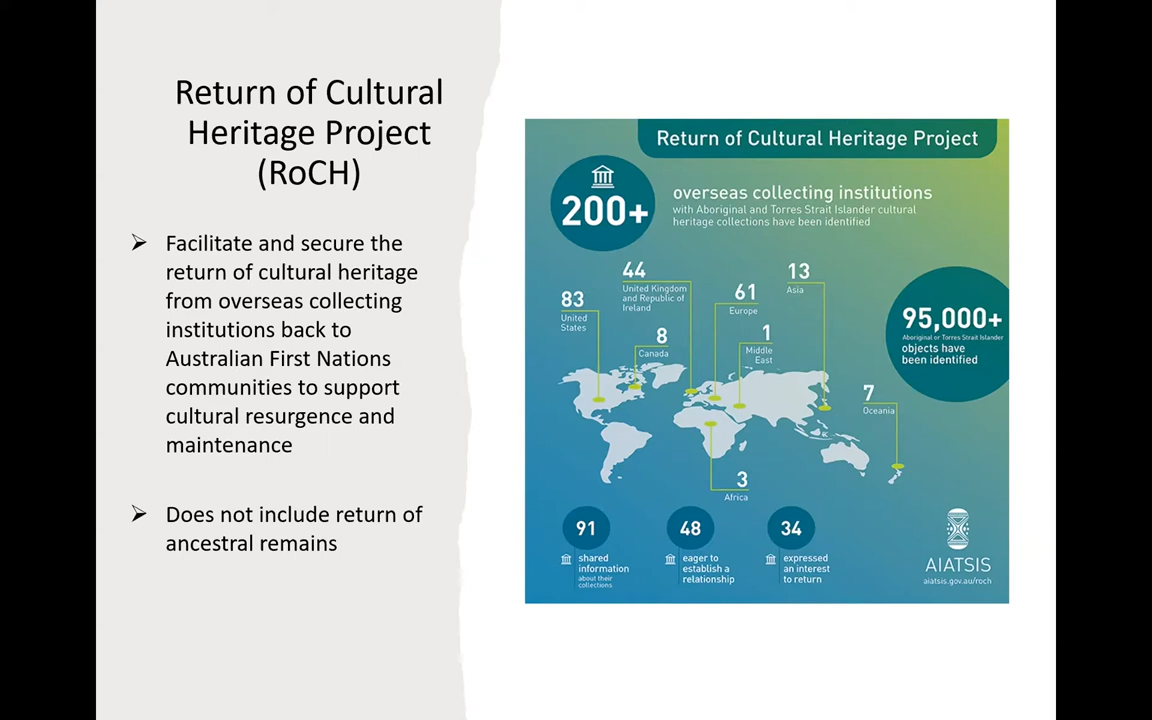 Return of Cultural
Heritage Project
(RoCH)
➢ Facilitate and secure the
return of cultural heritage
from overseas collecting
institutions back to
Australian First Nations
communities to support
cultural resurgence and
maintenance
➢ Does not include return of
ancestral remains
Return of Cultural Heritage Project
200+
overseas collecting institutions
with Aboriginal and Torres Strait Islander cultural
heritage collections have been identified
83
United
States
44
United Kingdom
and Republic of
Ireland
8
Canada
61
Europe
1
Middle
East
13
Asia
95,000+
Aboriginal or Torres Strait Islander
objects have
been identified
7
Oceania
3
Africa
91
shared
information
about their
collections
48
eager to
establish a
relationship
34
expressed
an interest
to return
AIATSIS
aiatsis.gov.au/roch